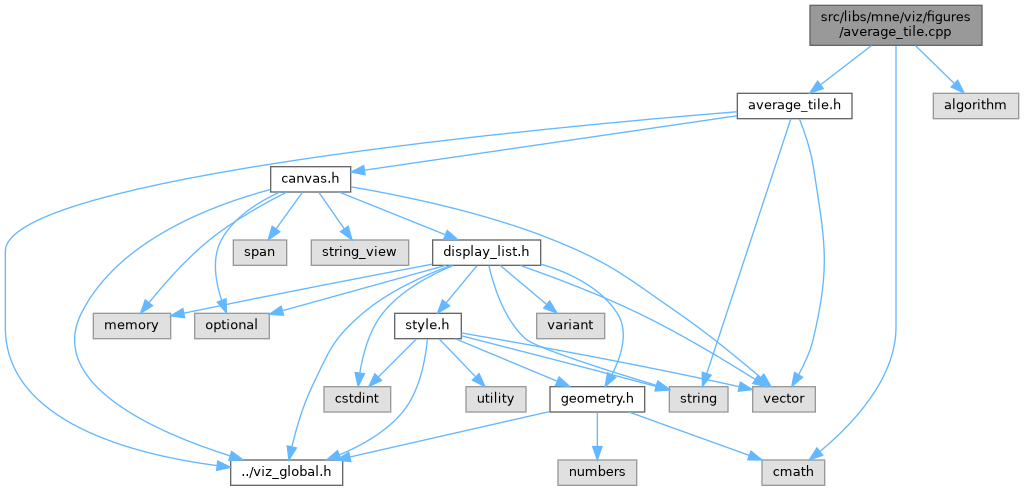 src/libs/mne/viz/figures
/average_tile.cpp
average_tile.h
algorithm
canvas.h
span
string_view
display_list.h
memory
optional
style.h
variant
cstdint
utility
geometry.h
string
vector
../viz_global.h
numbers
cmath